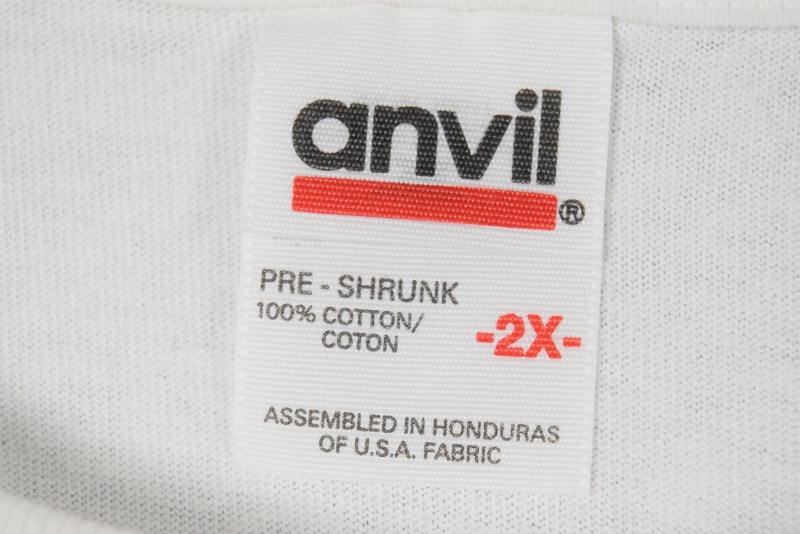 anvil®
PRE - SHRUNK
100% COTTON/
COTON
-2X-
ASSEMBLED IN HONDURAS
OF U.S.A. FABRIC